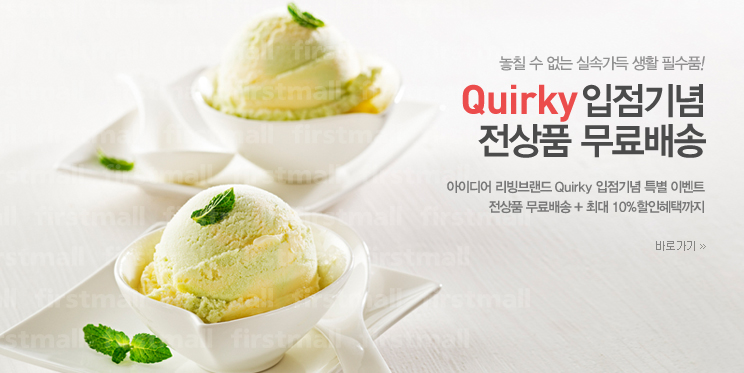 놓칠 수 없는 실속가득 생활 필수품!
Quirky 입점기념
전상품 무료배송
아이디어 리빙브랜드 Quirky 입점기념 특별 이벤트
전상품 무료배송 + 최대 10%할인혜택까지
바로가기 »
firstmall